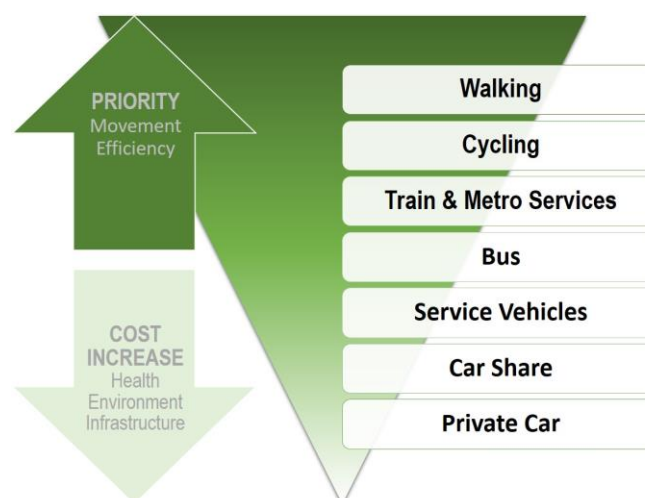 PRIORITY
Movement
Efficiency
COST
INCREASE
Health
Environment
Infrastructure
Walking
Cycling
Train & Metro Services
Bus
Service Vehicles
Car Share
Private Car